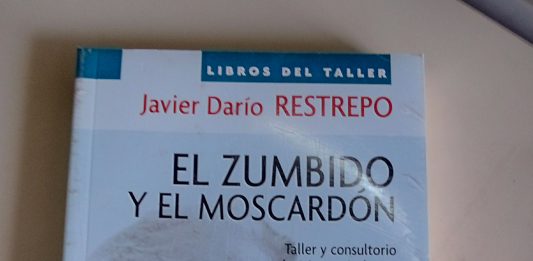 LIBROS DEL TALLER
Javier Darío RESTREPO
EL ZUMBIDO
Y EL MOSCARDÓN
Taller y consultorio